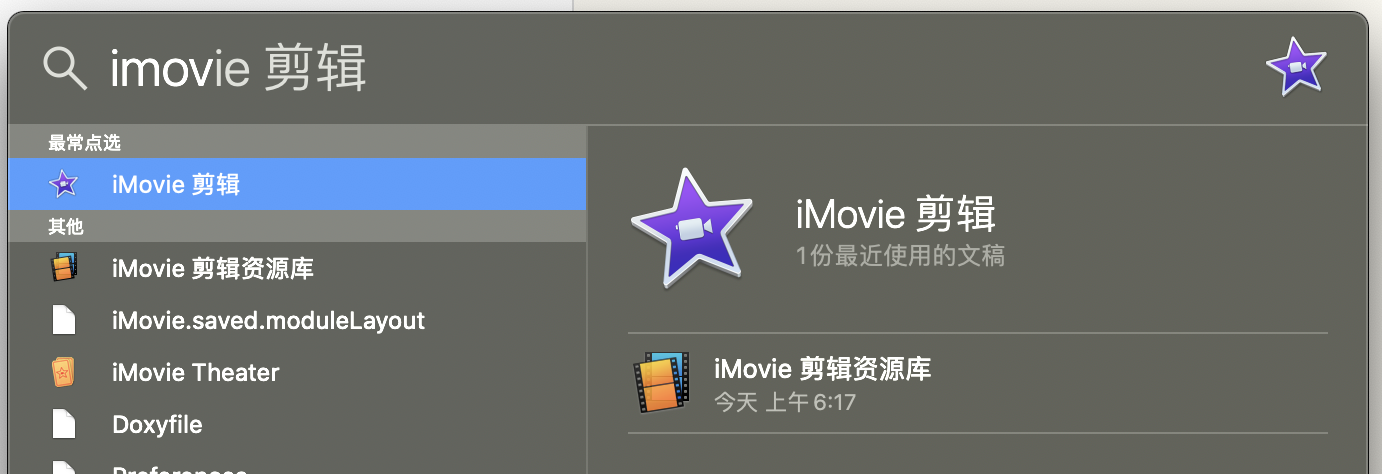 imovie 剪辑
最常点选
iMovie 剪辑
其他
iMovie 剪辑资源库
iMovie.saved.moduleLayout
iMovie Theater
Doxyfile
Preferences
iMovie 剪辑
1份最近使用的文稿
iMovie 剪辑资源库
今天 上午6:17